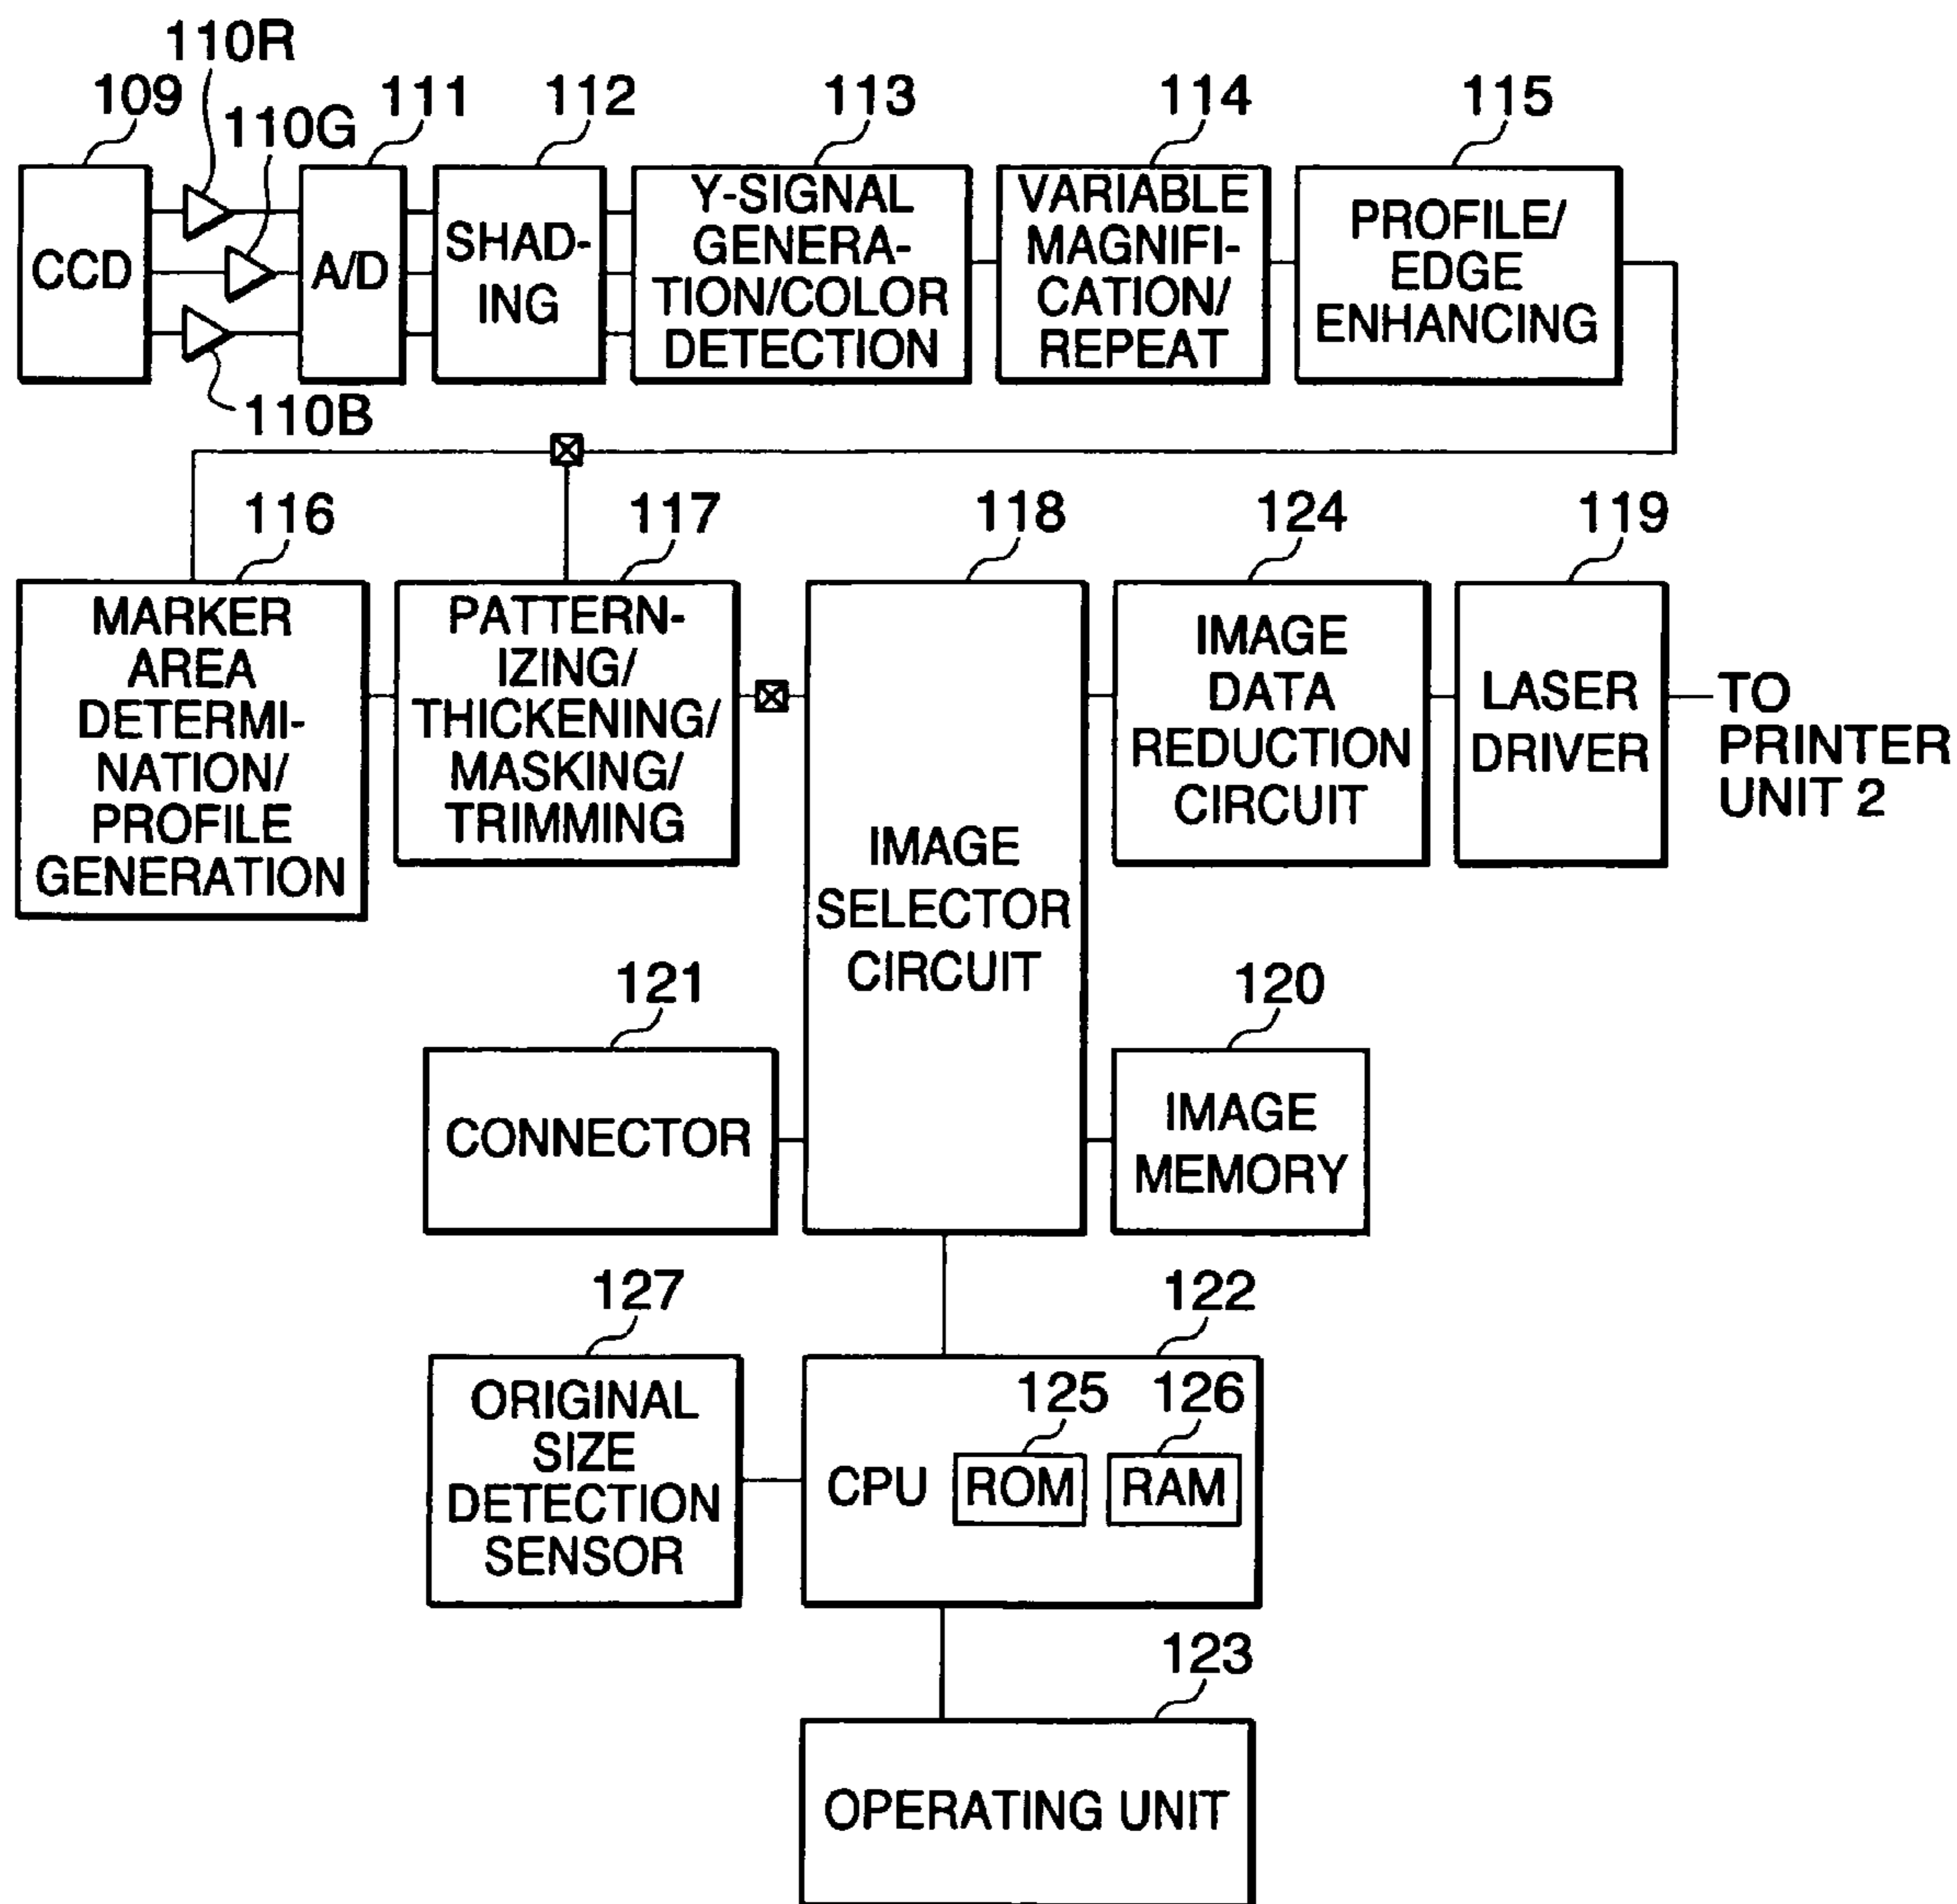 110R
109
110G
111
112
113
114
115
CCD
A/D
SHAD-
ING
Y-SIGNAL
GENERA-
TION/COLOR
DETECTION
VARIABLE
MAGNIFI-
CATION/
REPEAT
PROFILE/
EDGE
ENHANCING
110B
116
117
118
124
119
MARKER
AREA
DETERMI-
NATION/
PROFILE
GENERATION
PATTERN-
IZING/
THICKENING/
MASKING/
TRIMMING
IMAGE
SELECTOR
CIRCUIT
IMAGE
DATA
REDUCTION
CIRCUIT
LASER
DRIVER
TO
PRINTER
UNIT 2
121
120
CONNECTOR
IMAGE
MEMORY
127
122
ORIGINAL
SIZE
DETECTION
SENSOR
125
126
CPU
ROM
RAM
123
OPERATING UNIT